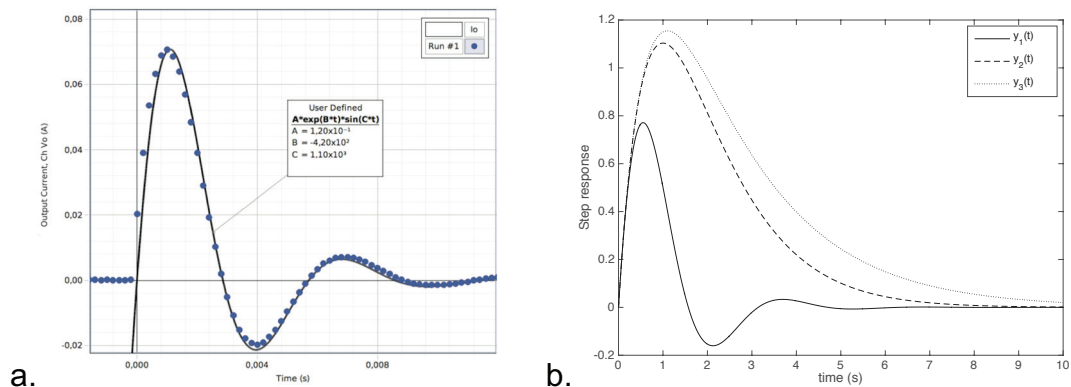 0,08
0,06
0,04
0,02
0,00
-0,02
Output Current, Ch Vo (A)
0,000
0,004
0,008
Time (s)
Io
Run #1
User Defined
A*exp(B*t)*sin(C*t)
A = 1,20x10⁻¹
B = -4,20x10²
C = 1,10x10³
a.
1.2
1
0.8
0.6
0.4
0.2
0
-0.2
Step response
0 1 2 3 4 5 6 7 8 9 10
time (s)
y₁(t)
y₂(t)
y₃(t)
b.